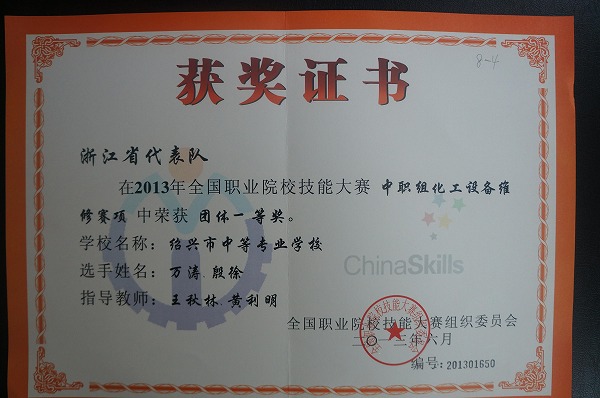 8-4
获奖证书
浙江省代表队
在2013年全国职业院校技能大赛 中职组化工设备维
修赛项 中荣获 团体一等奖。
学校名称：绍兴市中等专业学校
选手姓名：万涛.殷徐
指导教师：王秋林.黄利明
ChinaSkills
全国职业院校技能大赛组织委员会
二〇一三年六月
编号：201301650